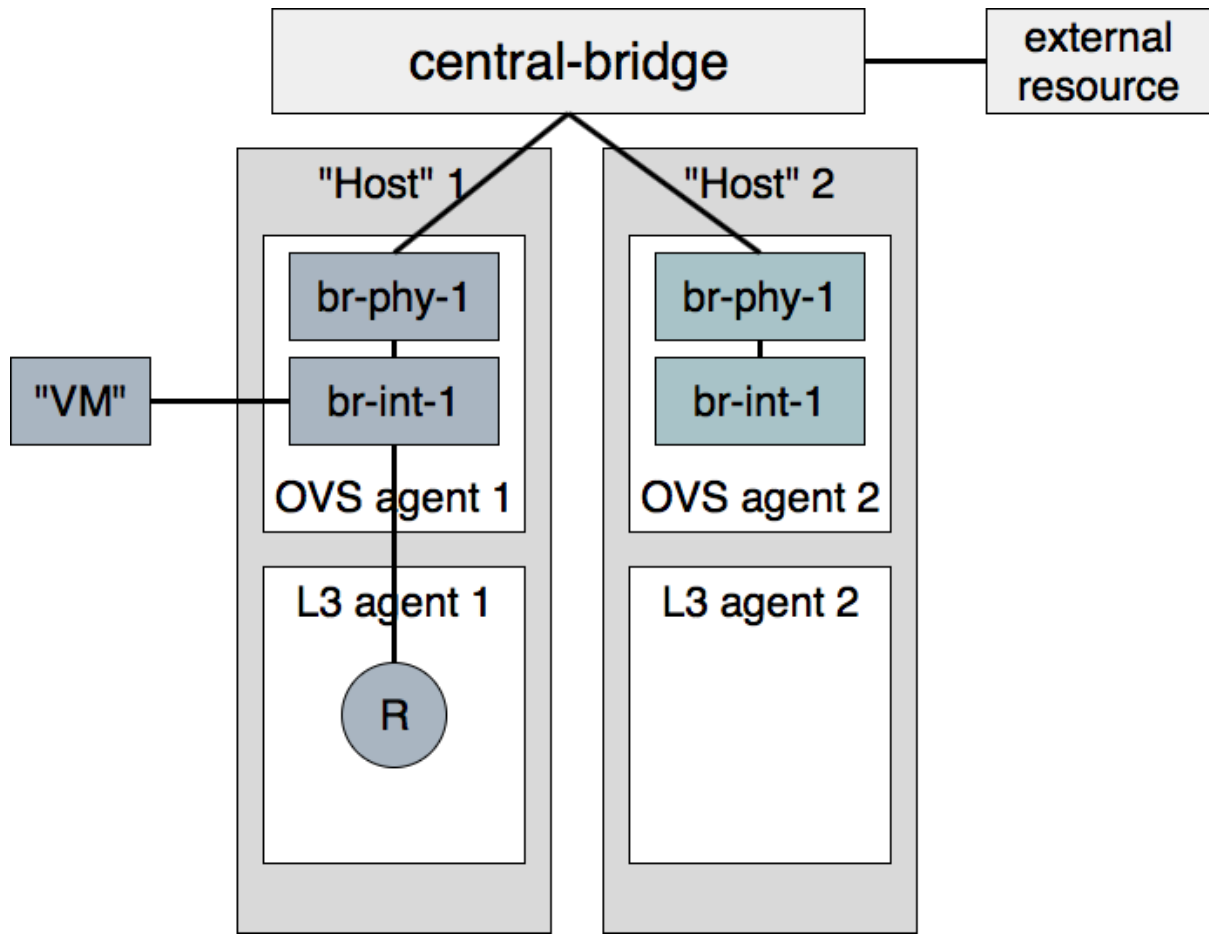 central-bridge
external
resource
"Host" 1
br-phy-1
"VM"
br-int-1
OVS agent 1
L3 agent 1
R
"Host" 2
br-phy-1
br-int-1
OVS agent 2
L3 agent 2